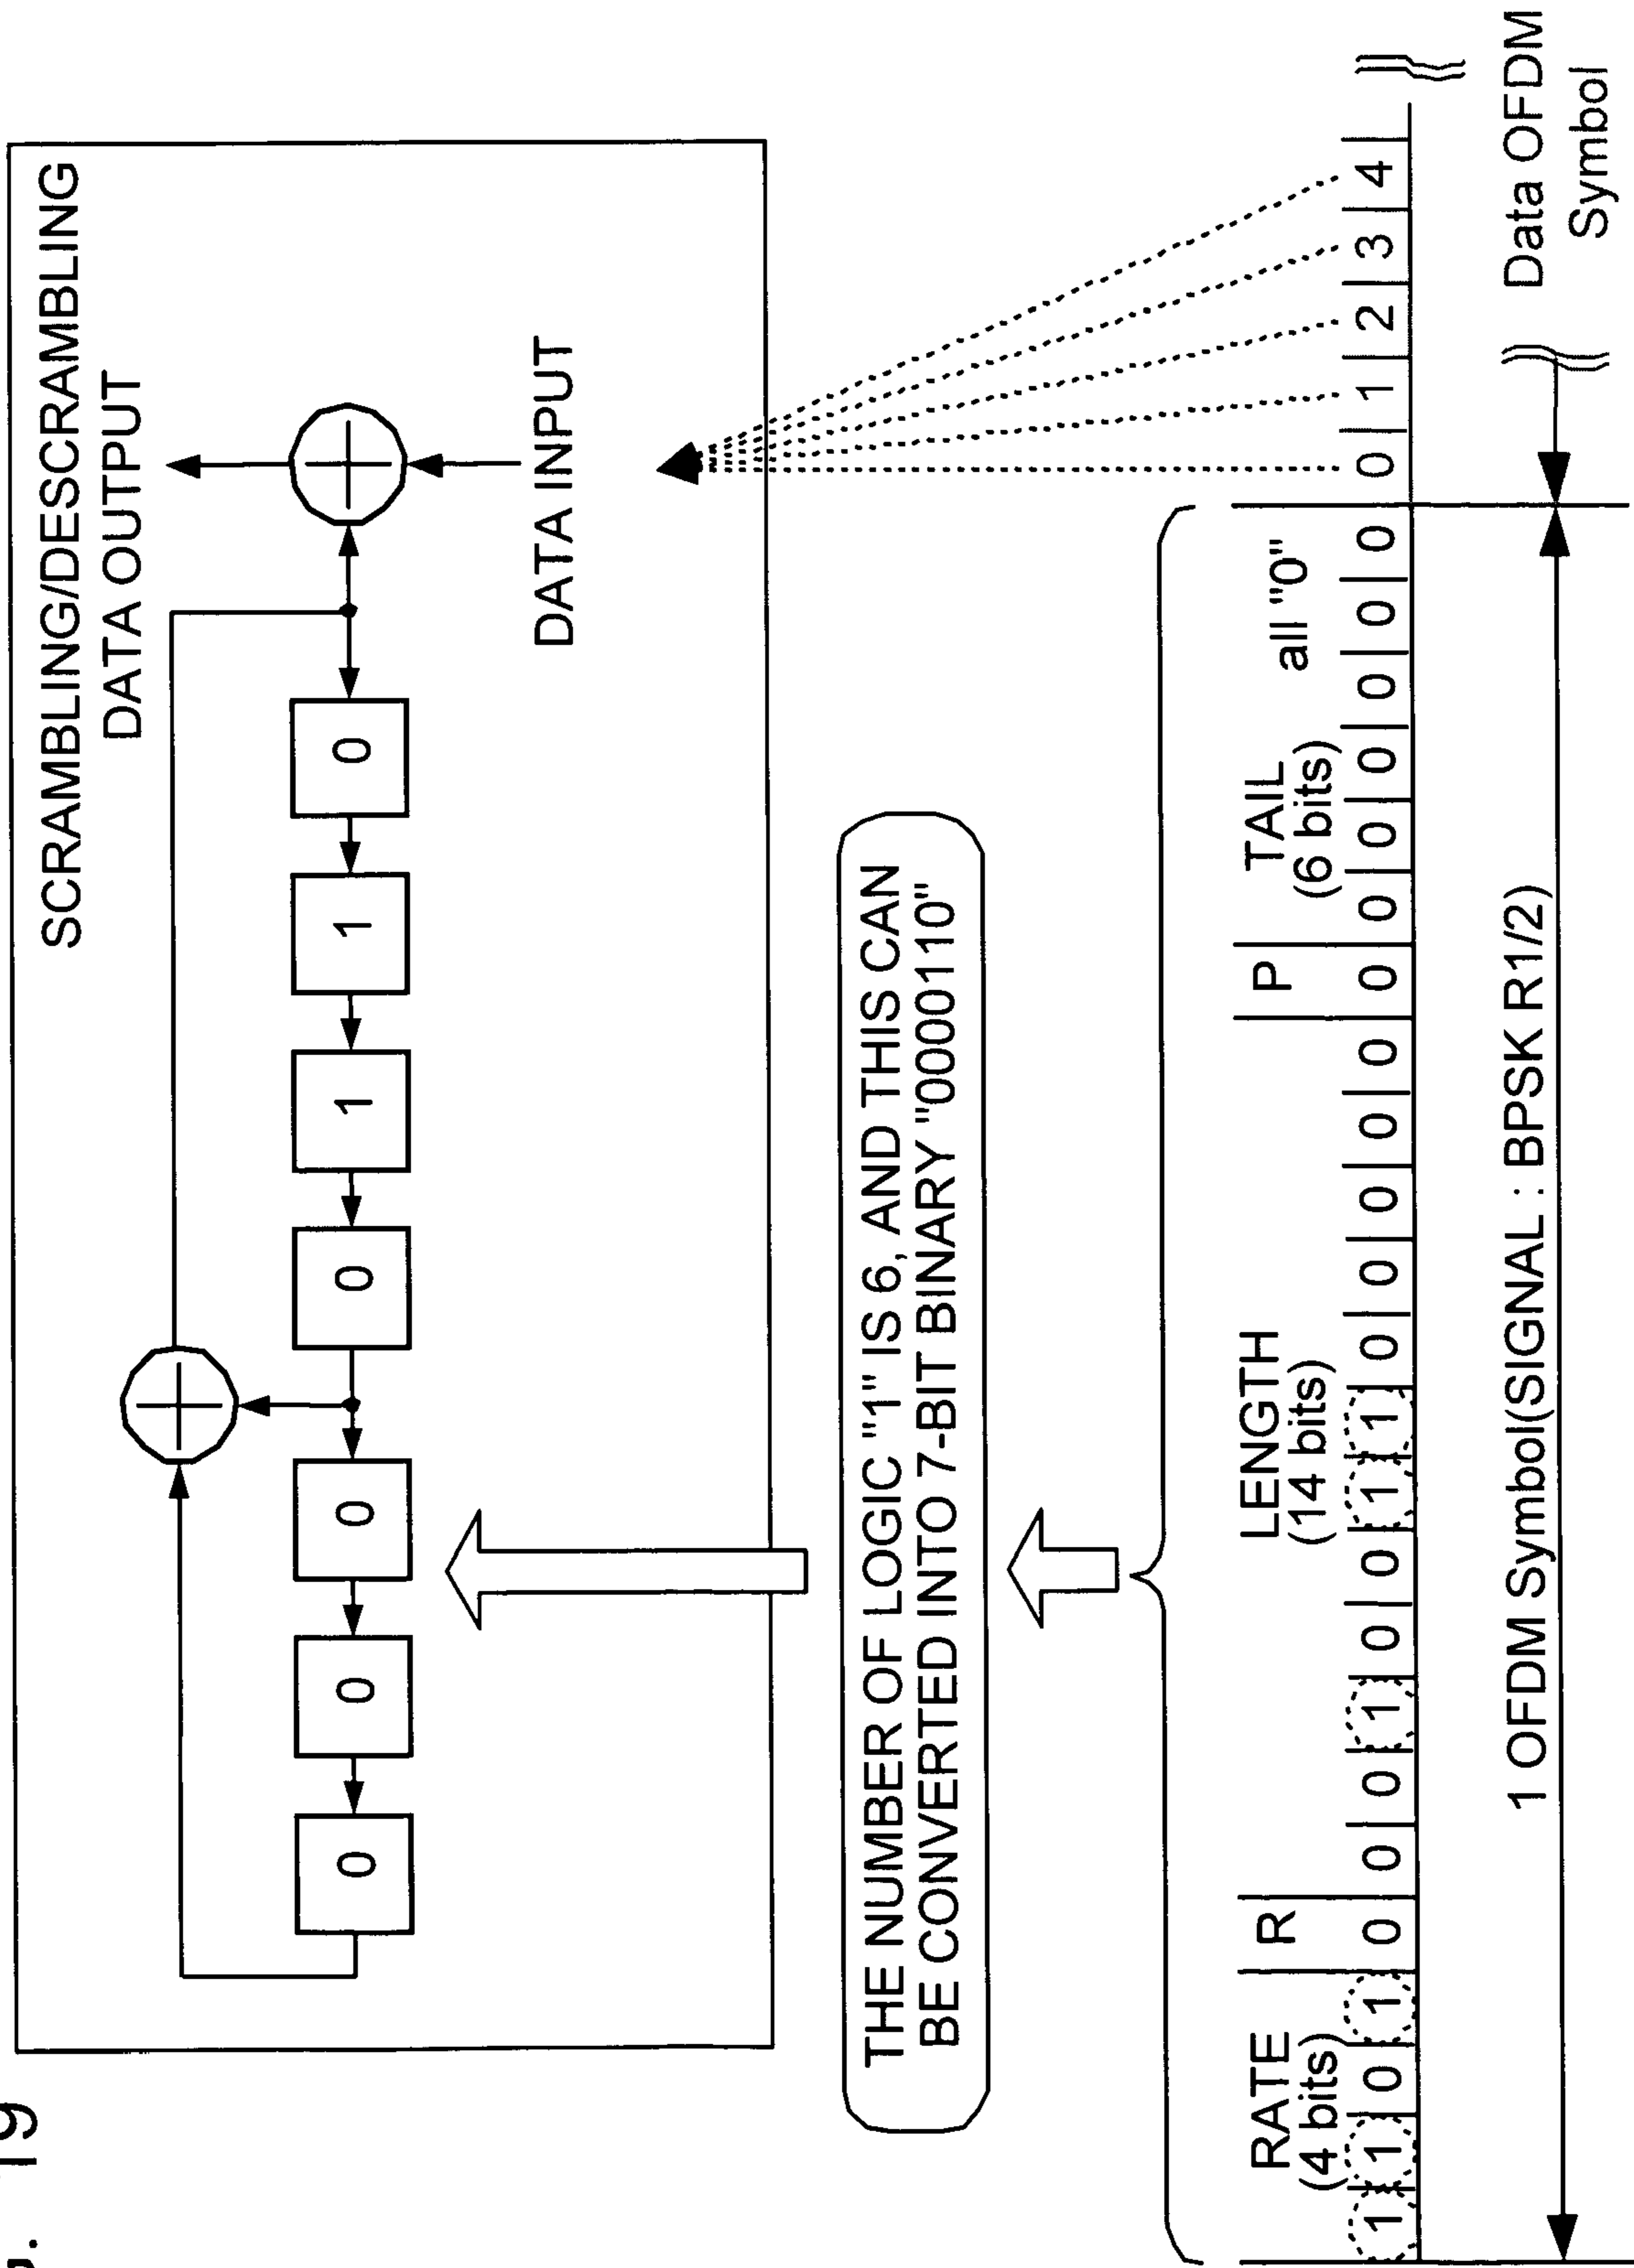 . 19
SCRAMBLING/DESCRAMBLING
DATA OUTPUT
0 0 0 0 1 1 0
DATA INPUT
THE NUMBER OF LOGIC "1" IS 6, AND THIS CAN
BE CONVERTED INTO 7-BIT BINARY "0000110"
RATE R LENGTH P TAIL all "0"
(4 bits) (14 bits) (6 bits)
1 1 0 1 0 0 0 1 0 0 1 1 0 0 0 0 0 0 0 0 0 0 0 0 0 1 2 3 4
1 OFDM Symbol(SIGNAL : BPSK R1/2) Data OFDM
Symbol